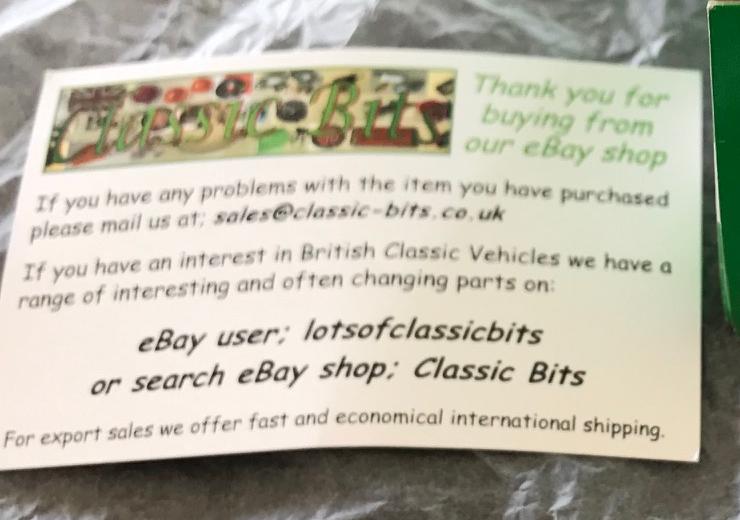 Classic Bits
Thank you for
buying from
our eBay shop
If you have any problems with the item you have purchased
please mail us at; sales@classic-bits.co.uk
If you have an interest in British Classic Vehicles we have a
range of interesting and often changing parts on:
eBay user; lotsofclassicbits
or search eBay shop; Classic Bits
For export sales we offer fast and economical international shipping.